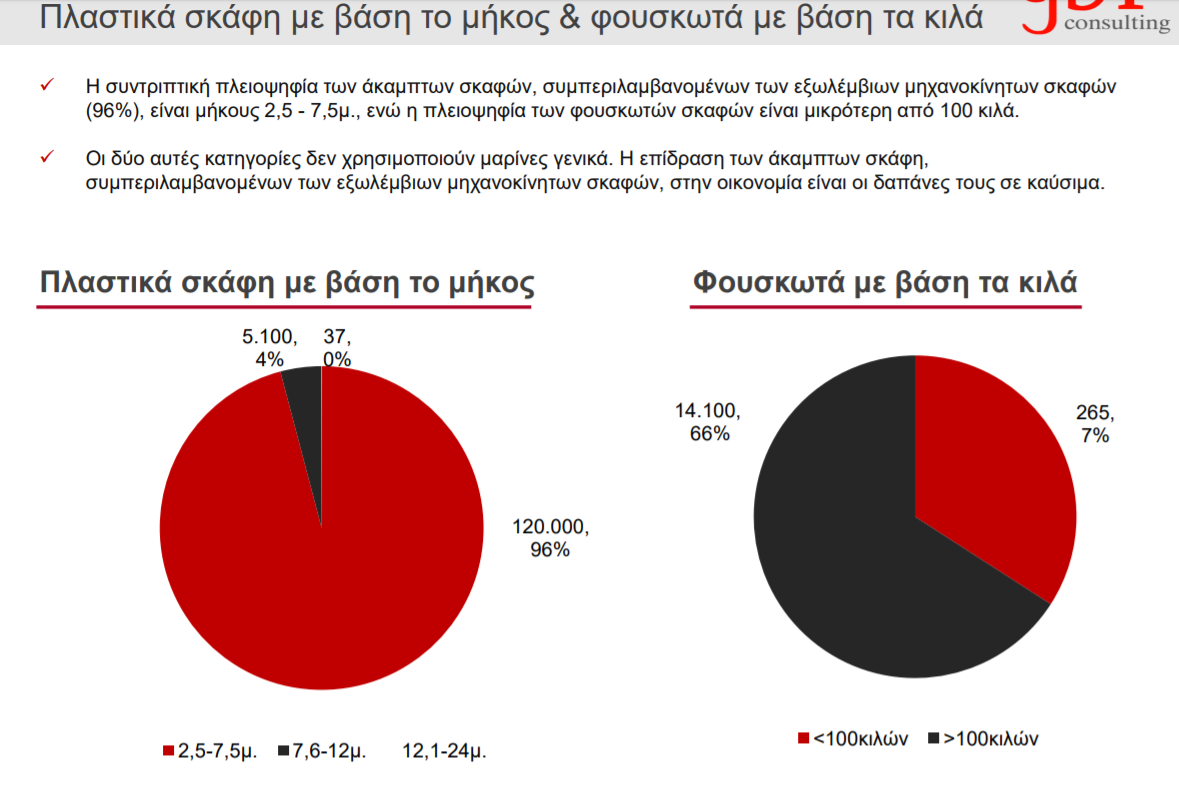 Πλαστικά σκάφη με βάση το μήκος & φουσκωτά με βάση τα κιλά
consulting
✓ Η συντριπτική πλειοψηφία των άκαμπτων σκαφών, συμπεριλαμβανομένων των εξωλέμβιων μηχανοκίνητων σκαφών
(96%), είναι μήκους 2,5 - 7,5μ., ενώ η πλειοψηφία των φουσκωτών σκαφών είναι μικρότερη από 100 κιλά.
✓ Οι δύο αυτές κατηγορίες δεν χρησιμοποιούν μαρίνες γενικά. Η επίδραση των άκαμπτων σκάφη,
συμπεριλαμβανομένων των εξωλέμβιων μηχανοκίνητων σκαφών, στην οικονομία είναι οι δαπάνες τους σε καύσιμα.
Πλαστικά σκάφη με βάση το μήκος
5.100,
4%
37,
0%
120.000,
96%
2,5-7,5μ. 7,6-12μ. 12,1-24μ.
Φουσκωτά με βάση τα κιλά
14.100,
66%
265,
7%
<100κιλών >100κιλών